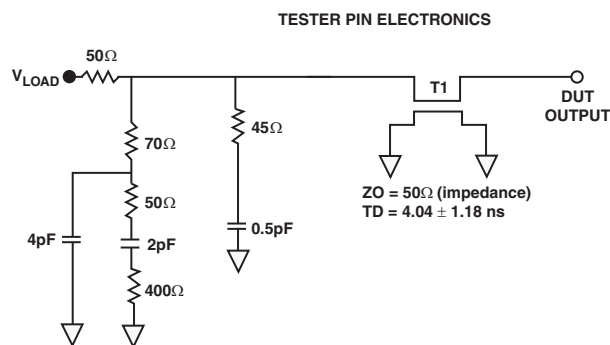 TESTER PIN ELECTRONICS
50Ω
VLOAD
T1
DUT
OUTPUT
70Ω
45Ω
50Ω
4pF
2pF
0.5pF
400Ω
ZO = 50Ω (impedance)
TD = 4.04 ± 1.18 ns